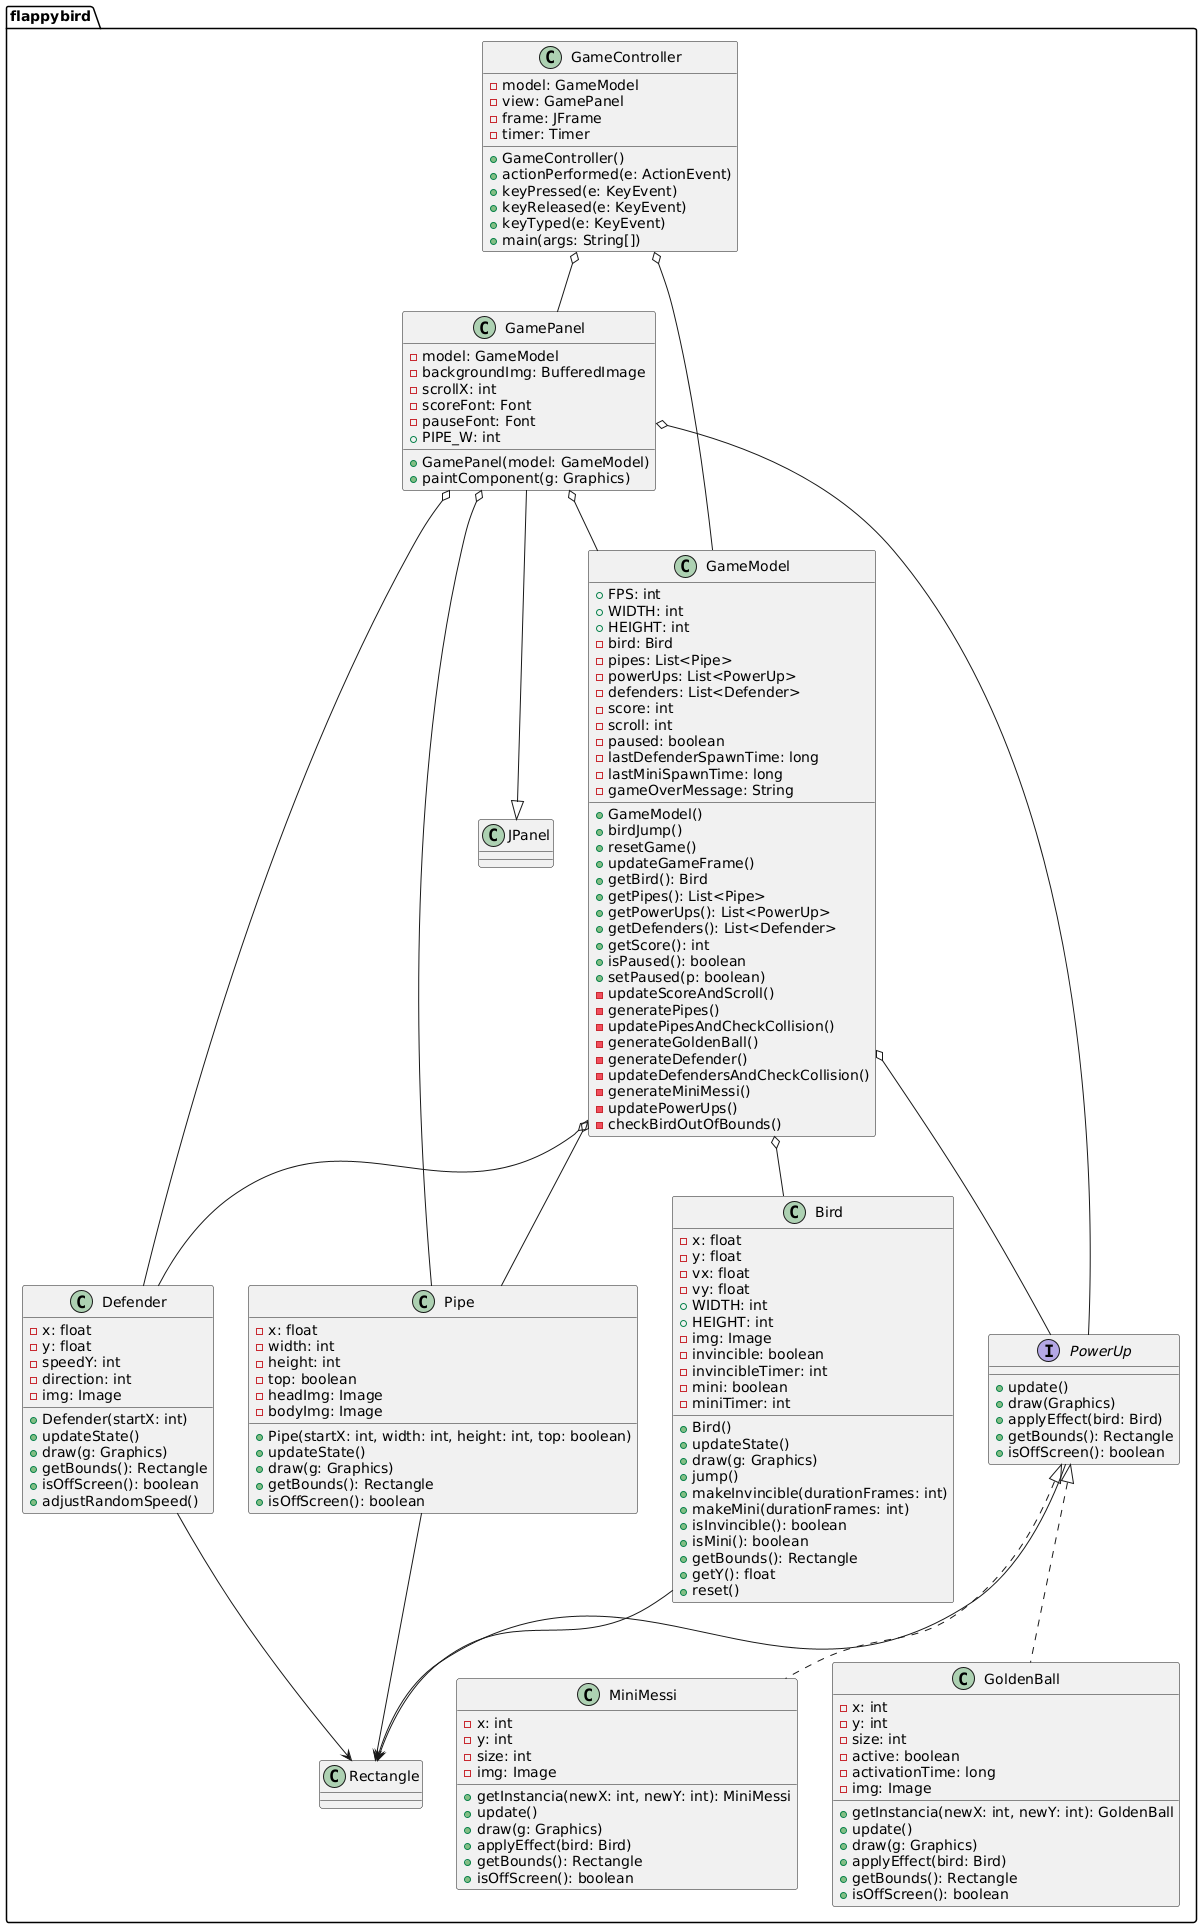 flappybird
C GameController
model: GameModel
view: GamePanel
frame: JFrame
timer: Timer
GameController()
actionPerformed(e: ActionEvent)
keyPressed(e: KeyEvent)
keyReleased(e: KeyEvent)
keyTyped(e: KeyEvent)
main(args: String[])
C GamePanel
model: GameModel
backgroundImg: BufferedImage
scrollX: int
scoreFont: Font
pauseFont: Font
PIPE_W: int
GamePanel(model: GameModel)
paintComponent(g: Graphics)
C GameModel
FPS: int
WIDTH: int
HEIGHT: int
bird: Bird
pipes: List<Pipe>
powerUps: List<PowerUp>
defenders: List<Defender>
score: int
scroll: int
paused: boolean
lastDefenderSpawnTime: long
lastMiniSpawnTime: long
gameOverMessage: String
GameModel()
birdJump()
resetGame()
updateGameFrame()
getBird(): Bird
getPipes(): List<Pipe>
getPowerUps(): List<PowerUp>
getDefenders(): List<Defender>
getScore(): int
isPaused(): boolean
setPaused(p: boolean)
updateScoreAndScroll()
generatePipes()
updatePipesAndCheckCollision()
generateGoldenBall()
generateDefender()
updateDefendersAndCheckCollision()
generateMiniMessi()
updatePowerUps()
checkBirdOutOfBounds()
C JPanel
C Defender
x: float
y: float
speedY: int
direction: int
img: Image
Defender(startX: int)
updateState()
draw(g: Graphics)
getBounds(): Rectangle
isOffScreen(): boolean
adjustRandomSpeed()
C Pipe
x: float
width: int
height: int
top: boolean
headImg: Image
bodyImg: Image
Pipe(startX: int, width: int, height: int, top: boolean)
updateState()
draw(g: Graphics)
getBounds(): Rectangle
isOffScreen(): boolean
C Bird
x: float
y: float
vx: float
vy: float
WIDTH: int
HEIGHT: int
img: Image
invincible: boolean
invincibleTimer: int
mini: boolean
miniTimer: int
Bird()
updateState()
draw(g: Graphics)
jump()
makeInvincible(durationFrames: int)
makeMini(durationFrames: int)
isInvincible(): boolean
isMini(): boolean
getBounds(): Rectangle
getY(): float
reset()
I PowerUp
update()
draw(Graphics)
applyEffect(bird: Bird)
getBounds(): Rectangle
isOffScreen(): boolean
C Rectangle
C MiniMessi
x: int
y: int
size: int
img: Image
getInstancia(newX: int, newY: int): MiniMessi
update()
draw(g: Graphics)
applyEffect(bird: Bird)
getBounds(): Rectangle
isOffScreen(): boolean
C GoldenBall
x: int
y: int
size: int
active: boolean
activationTime: long
img: Image
getInstancia(newX: int, newY: int): GoldenBall
update()
draw(g: Graphics)
applyEffect(bird: Bird)
getBounds(): Rectangle
isOffScreen(): boolean